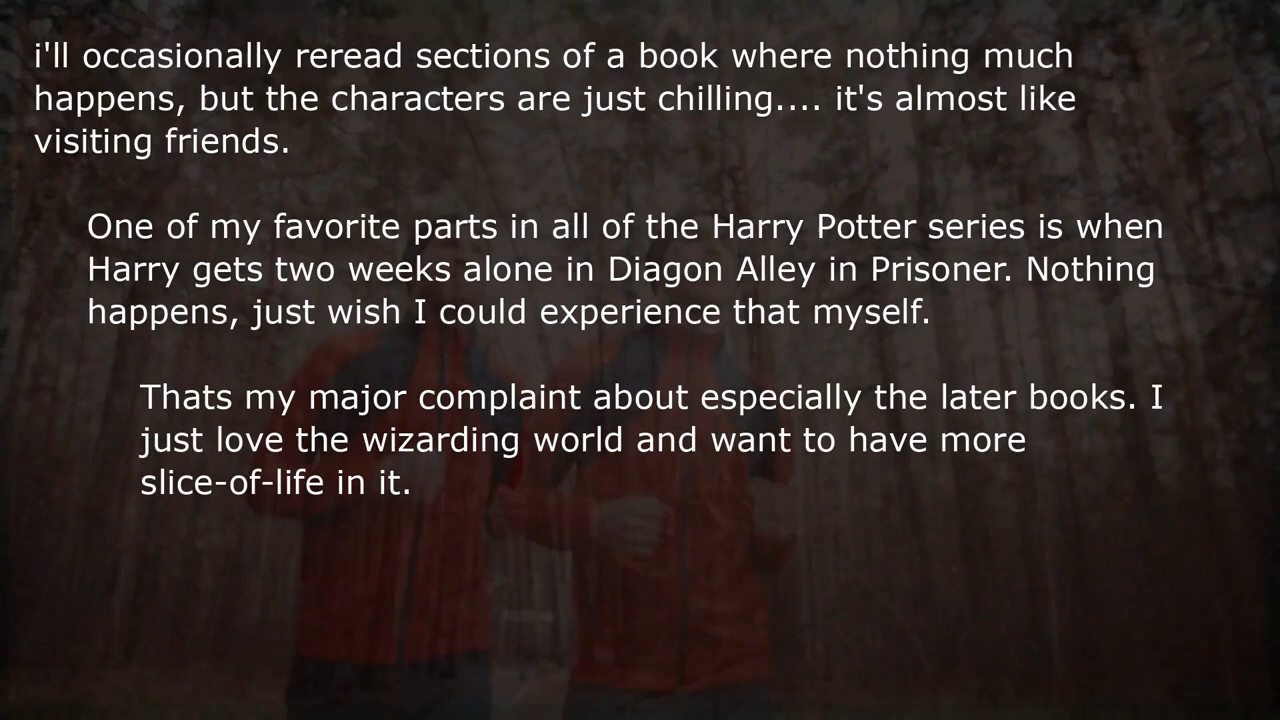 i'll occasionally reread sections of a book where nothing much
happens, but the characters are just chilling.... it's almost like
visiting friends.
One of my favorite parts in all of the Harry Potter series is when
Harry gets two weeks alone in Diagon Alley in Prisoner. Nothing
happens, just wish I could experience that myself.
Thats my major complaint about especially the later books. I
just love the wizarding world and want to have more
slice-of-life in it.